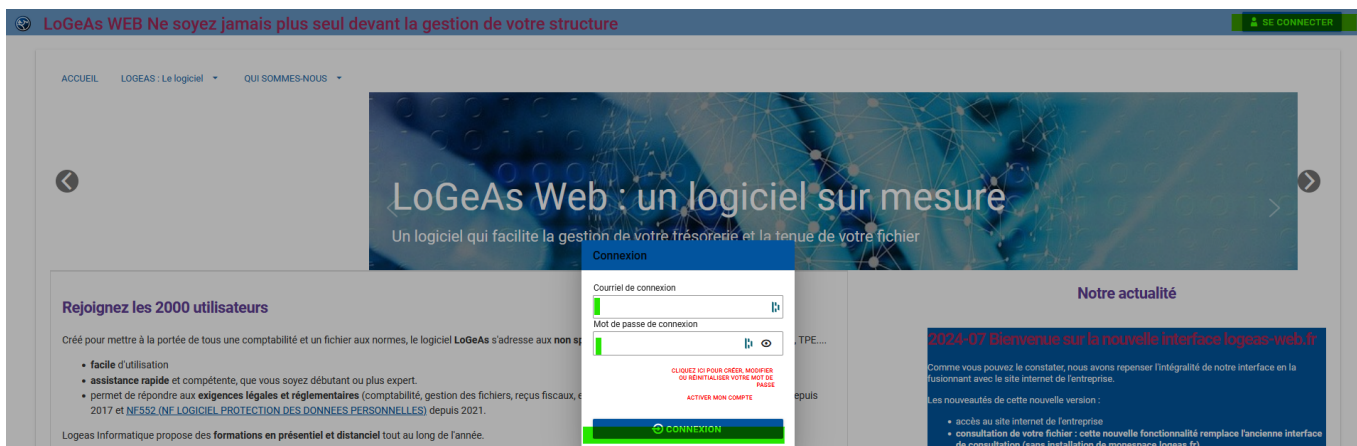 LoGeAs WEB Ne soyez jamais plus seul devant la gestion de votre structure
SE CONNECTER
ACCUEIL LOGEAS : Le logiciel QUI SOMMES-NOUS
LoGeAs Web : un logiciel sur mesure
Un logiciel qui facilite la gestion de votre trésorerie et la tenue de votre fichier
Connexion
Courriel de connexion
Mot de passe de connexion
CLIQUEZ ICI POUR CRÉER, MODIFIER
OU RÉINITIALISER VOTRE MOT DE
PASSE
ACTIVER MON COMPTE
CONNEXION
Rejoignez les 2000 utilisateurs
Créé pour mettre à la portée de tous une comptabilité et un fichier aux normes, le logiciel LoGeAs s'adresse aux non , TPE....
facile d'utilisation
assistance rapide et compétente, que vous soyez débutant ou plus expert.
permet de répondre aux exigences légales et réglementaires (comptabilité, gestion des fichiers, reçus fiscaux, epuis
2017 et NF552 (NF LOGICIEL PROTECTION DES DONNEES PERSONNELLES) depuis 2021.
Logeas Informatique propose des formations en présentiel et distanciel tout au long de l'année.
Notre actualité
2024-07 Bienvenue sur la nouvelle interface logeas-web.fr
Comme vous pouvez le constater, nous avons repenser l'intégralité de notre interface en la
fusionnant avec le site internet de l'entreprise.
Les nouveautés de cette nouvelle version :
accès au site internet de l'entreprise
consultation de votre fichier : cette nouvelle fonctionnalité remplace l'ancienne interface
de consultation (sans installation de monespace.logeas.fr)